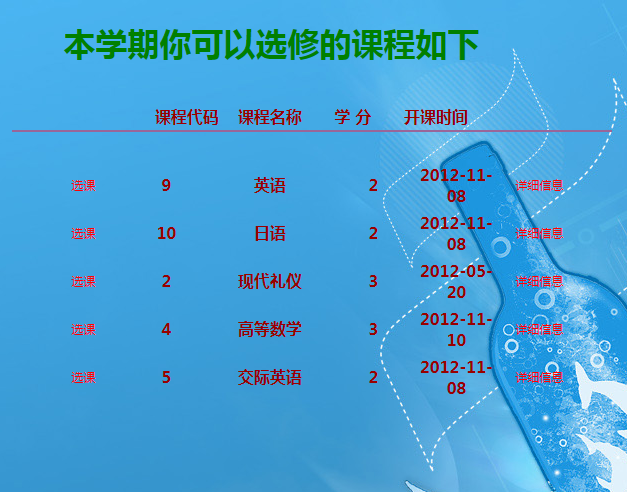 本学期你可以选修的课程如下
课程代码 课程名称 学 分 开课时间
选课 9 英语 2 2012-11-08 详细信息
选课 10 日语 2 2012-11-08 详细信息
选课 2 现代礼仪 3 2012-05-20 详细信息
选课 4 高等数学 3 2012-11-10 详细信息
选课 5 交际英语 2 2012-11-08 详细信息